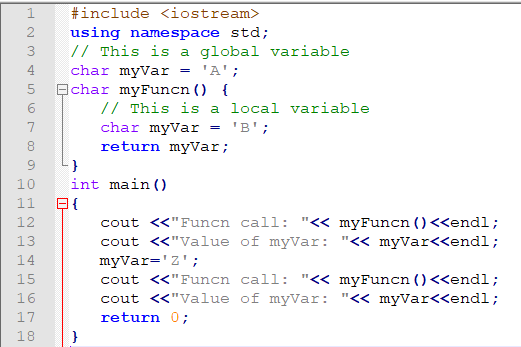 1 #include <iostream>
2 using namespace std;
3 // This is a global variable
4 char myVar = 'A';
5 char myFuncn() {
6     // This is a local variable
7     char myVar = 'B';
8     return myVar;
9 }
10 int main()
11 {
12     cout <<"Funcn call: "<< myFuncn()<<endl;
13     cout <<"Value of myVar: "<< myVar<<endl;
14     myVar='Z';
15     cout <<"Funcn call: "<< myFuncn()<<endl;
16     cout <<"Value of myVar: "<< myVar<<endl;
17     return 0;
18 }